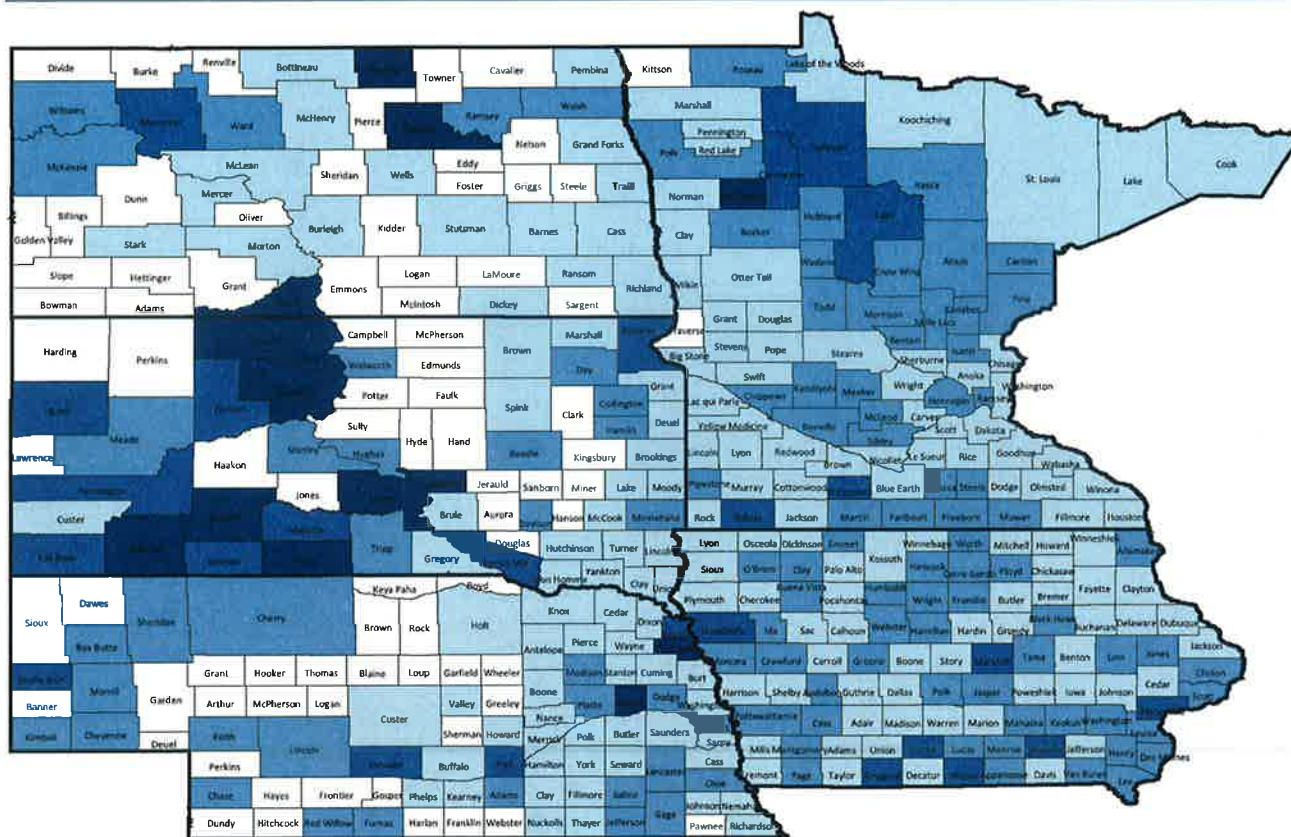 Divide
Burke
Renville
Bottineau
Towner
Cavalier
Pembina
Kittson
Roseau
Lake of the Woods
Williams
Ward
McHenry
Pierce
Ramsey
Walsh
Marshall
Koochiching
McKenzie
McLean
Nelson
Grand Forks
Polk
Pennington
Red Lake
Itasca
St. Louis
Lake
Cook
Dunn
Mercer
Sheridan
Wells
Eddy
Foster
Griggs
Steele
Traill
Norman
Hubbard
Billings
Oliver
Golden Valley
Stark
Morton
Burleigh
Kidder
Stutsman
Barnes
Cass
Clay
Becker
Wadena
Crow Wing
Aitkin
Carlton
Slope
Hettinger
Grant
Logan
LaMoure
Ransom
Richland
Wilkin
Otter Tail
Todd
Morrison
Mille Lacs
Kanabec
Pine
Bowman
Adams
Emmons
McIntosh
Dickey
Sargent
Grant
Douglas
Benton
Isanti
Harding
Perkins
Campbell
McPherson
Brown
Marshall
Traverse
Stevens
Pope
Stearns
Sherburne
Chisago
Walworth
Edmunds
Day
Big Stone
Swift
Kandiyohi
Meeker
Wright
Anoka
Washington
Butte
Meade
Potter
Faulk
Spink
Clark
Codington
Grant
Lac qui Parle
Chippewa
McLeod
Carver
Hennepin
Ramsey
Hamlin
Deuel
Yellow Medicine
Renville
Sibley
Scott
Dakota
Lawrence
Sully
Hyde
Hand
Haakon
Stanley
Hughes
Beadle
Kingsbury
Brookings
Lincoln
Lyon
Redwood
Brown
Nicollet
Le Sueur
Rice
Goodhue
Wabasha
Pennington
Custer
Jones
Jerauld
Sanborn
Miner
Lake
Moody
Pipestone
Murray
Cottonwood
Blue Earth
Steele
Dodge
Olmsted
Winona
Brule
Aurora
Davison
Hanson
McCook
Minnehaha
Rock
Jackson
Martin
Faribault
Freeborn
Mower
Fillmore
Houston
Fall River
Tripp
Gregory
Douglas
Hutchinson
Turner
Lincoln
Bon Homme
Yankton
Clay
Union
Lyon
Osceola
Dickinson
Emmet
Kossuth
Winnebago
Worth
Mitchell
Howard
Winneshiek
Allamakee
Sioux
O'Brien
Clay
Palo Alto
Hancock
Cerro Gordo
Floyd
Chickasaw
Fayette
Clayton
Plymouth
Cherokee
Buena Vista
Pocahontas
Humboldt
Wright
Franklin
Butler
Bremer
Sioux
Dawes
Sheridan
Cherry
Keya Paha
Boyd
Brown
Rock
Holt
Knox
Cedar
Dixon
Box Butte
Antelope
Pierce
Wayne
Woodbury
Ida
Sac
Calhoun
Webster
Hamilton
Hardin
Grundy
Black Hawk
Buchanan
Delaware
Dubuque
Scotts Bluff
Banner
Morrill
Garden
Grant
Hooker
Thomas
Blaine
Loup
Garfield
Wheeler
Madison
Stanton
Cuming
Burt
Monona
Crawford
Carroll
Greene
Boone
Story
Marshall
Tama
Benton
Linn
Jones
Jackson
Clinton
Kimball
Cheyenne
Deuel
Arthur
McPherson
Logan
Custer
Valley
Greeley
Boone
Nance
Platte
Dodge
Washington
Harrison
Shelby
Audubon
Guthrie
Dallas
Polk
Jasper
Poweshiek
Iowa
Johnson
Cedar
Scott
Keith
Lincoln
Sherman
Howard
Merrick
Polk
Butler
Saunders
Sarpy
Pottawattamie
Cass
Adair
Madison
Warren
Marion
Mahaska
Keokuk
Washington
Perkins
Dawson
Buffalo
Hall
Hamilton
York
Seward
Lancaster
Cass
Otoe
Mills
Montgomery
Adams
Union
Clarke
Lucas
Monroe
Jefferson
Henry
Des Moines
Chase
Hayes
Frontier
Gosper
Phelps
Kearney
Adams
Clay
Fillmore
Saline
Johnson
Nemaha
Fremont
Page
Taylor
Decatur
Wayne
Appanoose
Davis
Van Buren
Lee
Dundy
Hitchcock
Red Willow
Furnas
Harlan
Franklin
Webster
Nuckolls
Thayer
Jefferson
Gage
Pawnee
Richardson